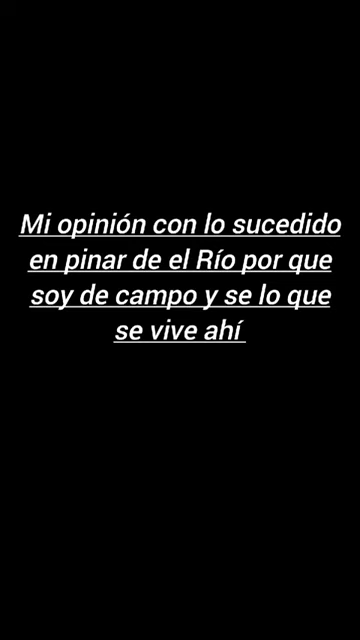 Mi opinión con lo sucedido
en pinar de el Río por que
soy de campo y se lo que
se vive ahí